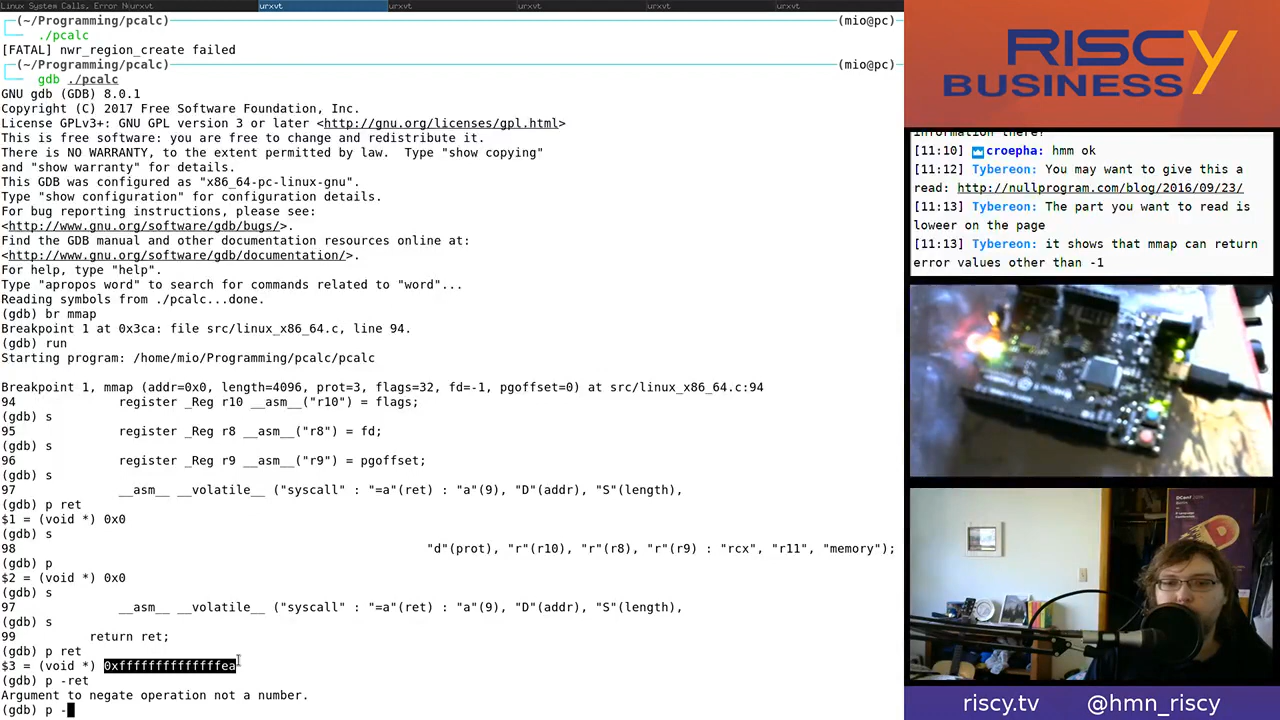 Linux System Calls, Error N
urxvt
urxvt
urxvt
urxvt
urxvt
urxvt
(~/Programming/pcalc) (mio@pc)
./pcalc
[FATAL] nwr_region_create failed
(~/Programming/pcalc) (mio@pc)
gdb ./pcalc
GNU gdb (GDB) 8.0.1
Copyright (C) 2017 Free Software Foundation, Inc.
License GPLv3+: GNU GPL version 3 or later <http://gnu.org/licenses/gpl.html>
This is free software: you are free to change and redistribute it.
There is NO WARRANTY, to the extent permitted by law.  Type "show copying"
and "show warranty" for details.
This GDB was configured as "x86_64-pc-linux-gnu".
Type "show configuration" for configuration details.
For bug reporting instructions, please see:
<http://www.gnu.org/software/gdb/bugs/>.
Find the GDB manual and other documentation resources online at:
<http://www.gnu.org/software/gdb/documentation/>.
For help, type "help".
Type "apropos word" to search for commands related to "word"...
Reading symbols from ./pcalc...done.
(gdb) br mmap
Breakpoint 1 at 0x3ca: file src/linux_x86_64.c, line 94.
(gdb) run
Starting program: /home/mio/Programming/pcalc/pcalc
Breakpoint 1, mmap (addr=0x0, length=4096, prot=3, flags=32, fd=-1, pgoffset=0) at src/linux_x86_64.c:94
94 register _Reg r10 __asm__("r10") = flags;
(gdb) s
95 register _Reg r8 __asm__("r8") = fd;
(gdb) s
96 register _Reg r9 __asm__("r9") = pgoffset;
(gdb) s
97 __asm__ __volatile__ ("syscall" : "=a"(ret) : "a"(9), "D"(addr), "S"(length),
(gdb) p ret
$1 = (void *) 0x0
(gdb) s
98 "d"(prot), "r"(r10), "r"(r8), "r"(r9) : "rcx", "r11", "memory");
(gdb) p
$2 = (void *) 0x0
(gdb) s
97 __asm__ __volatile__ ("syscall" : "=a"(ret) : "a"(9), "D"(addr), "S"(length),
(gdb) s
99 return ret;
(gdb) p ret
$3 = (void *) 0xffffffffffffffea
(gdb) p -ret
Argument to negate operation not a number.
(gdb) p -
RISCY
BUSINESS
information there?
[11:10] croepha: hmm ok
[11:12] Tybereon: You may want to give this a
read: http://nullprogram.com/blog/2016/09/23/
[11:13] Tybereon: The part you want to read is
loweer on the page
[11:13] Tybereon: it shows that mmap can return
error values other than -1
riscy.tv @hmn_riscy